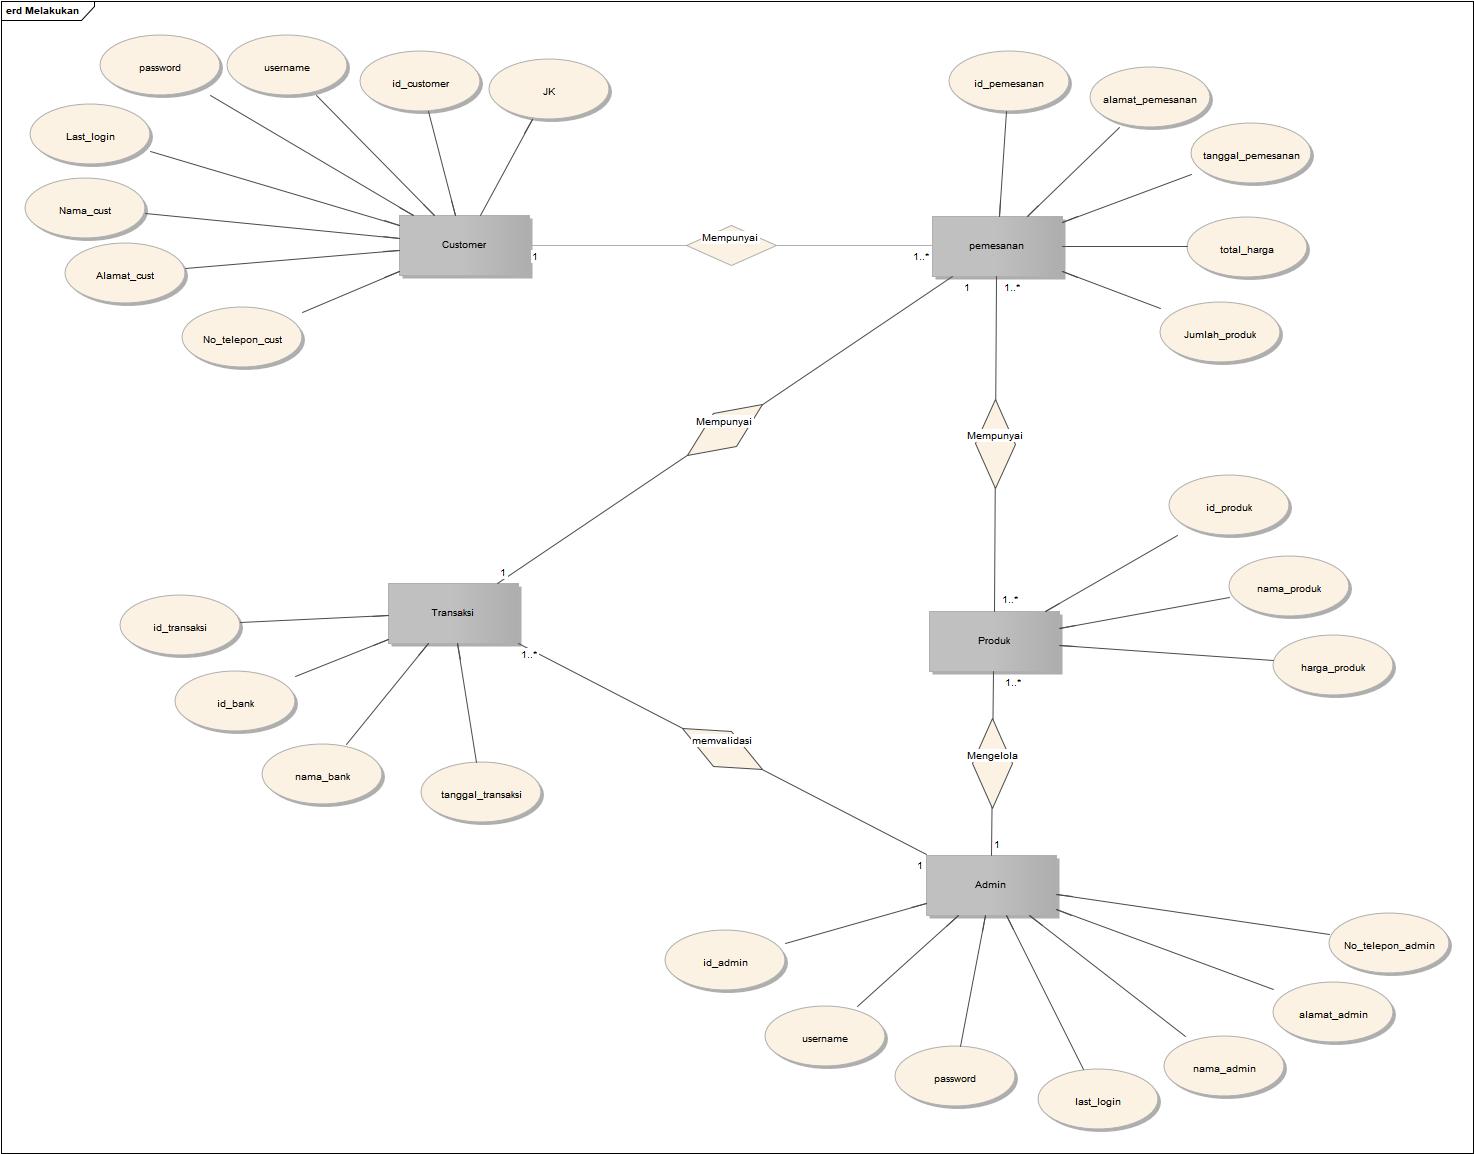 erd Melakukan
password
username
id_customer
JK
Last_login
Nama_cust
Alamat_cust
No_telepon_cust
Customer
1
Mempunyai
1..*
pemesanan
id_pemesanan
alamat_pemesanan
tanggal_pemesanan
total_harga
Jumlah_produk
1
1..*
Mempunyai
Mempunyai
1
1..*
Transaksi
id_transaksi
id_bank
nama_bank
tanggal_transaksi
1..*
Produk
id_produk
nama_produk
harga_produk
1..*
memvalidasi
Mengelola
1
1
Admin
id_admin
username
password
last_login
nama_admin
alamat_admin
No_telepon_admin